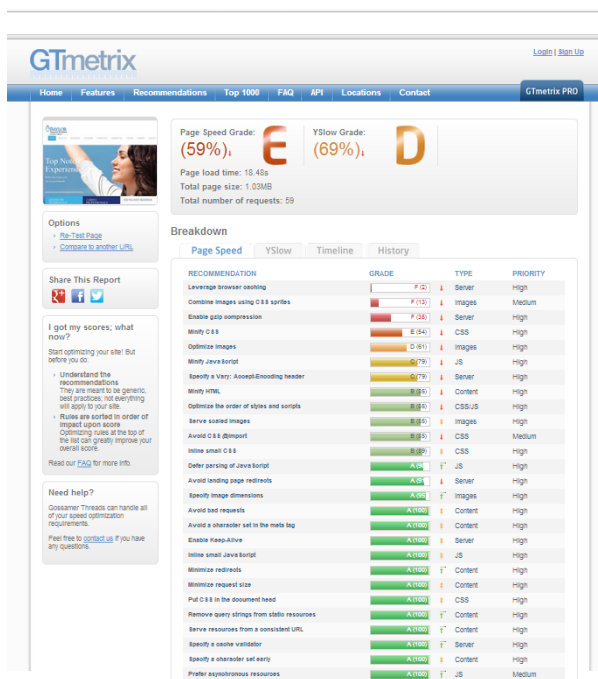 Login | Sign Up
GTmetrix
Home Features Recommendations Top 1000 FAQ API Locations Contact GTmetrix PRO
Top Not
Experienc
Page Speed Grade:
(59%)
E
YSlow Grade:
(69%)
D
Page load time: 18.48s
Total page size: 1.03MB
Total number of requests: 59
Options
Re-Test Page
Compare to another URL
Share This Report
I got my scores; what
now?
Start optimizing your site! But
before you do:
Understand the
recommendations
They are meant to be generic,
best practices; not everything
will apply to your site.
Rules are sorted in order of
impact upon score
Optimizing rules at the top of
the list can greatly improve your
overall score.
Read our FAQ for more info.
Need help?
Gossamer Threads can handle all
of your speed optimization
requirements.
Feel free to contact us if you have
any questions.
Breakdown
Page Speed YSlow Timeline History
RECOMMENDATION GRADE TYPE PRIORITY
Leverage browser caching F (2) Server High
Combine images using CSS sprites F (13) Images Medium
Enable gzip compression F (38) Server High
Minify CSS E (54) CSS High
Optimize images D (61) Images High
Minify JavaScript C (79) JS High
Specify a Vary: Accept-Encoding header C (79) Server High
Minify HTML B Content High
Optimize the order of styles and scripts B CSS/JS High
Serve scaled images B Images High
Avoid CSS @import B CSS Medium
Inline small CSS B (89) CSS High
Defer parsing of JavaScript A JS High
Avoid landing page redirects A Server High
Specify image dimensions A Images High
Avoid bad requests A (100) Content High
Avoid a character set in the meta tag A (100) Content High
Enable Keep-Alive A (100) Server High
Inline small JavaScript A (100) JS High
Minimize redirects A (100) Content High
Minimize request size A (100) Content High
Put CSS in the document head A (100) CSS High
Remove query strings from static resources A (100) Content High
Serve resources from a consistent URL A (100) Content High
Specify a cache validator A (100) Server High
Specify a character set early A (100) Content High
Prefer asynchronous resources A (100) JS Medium